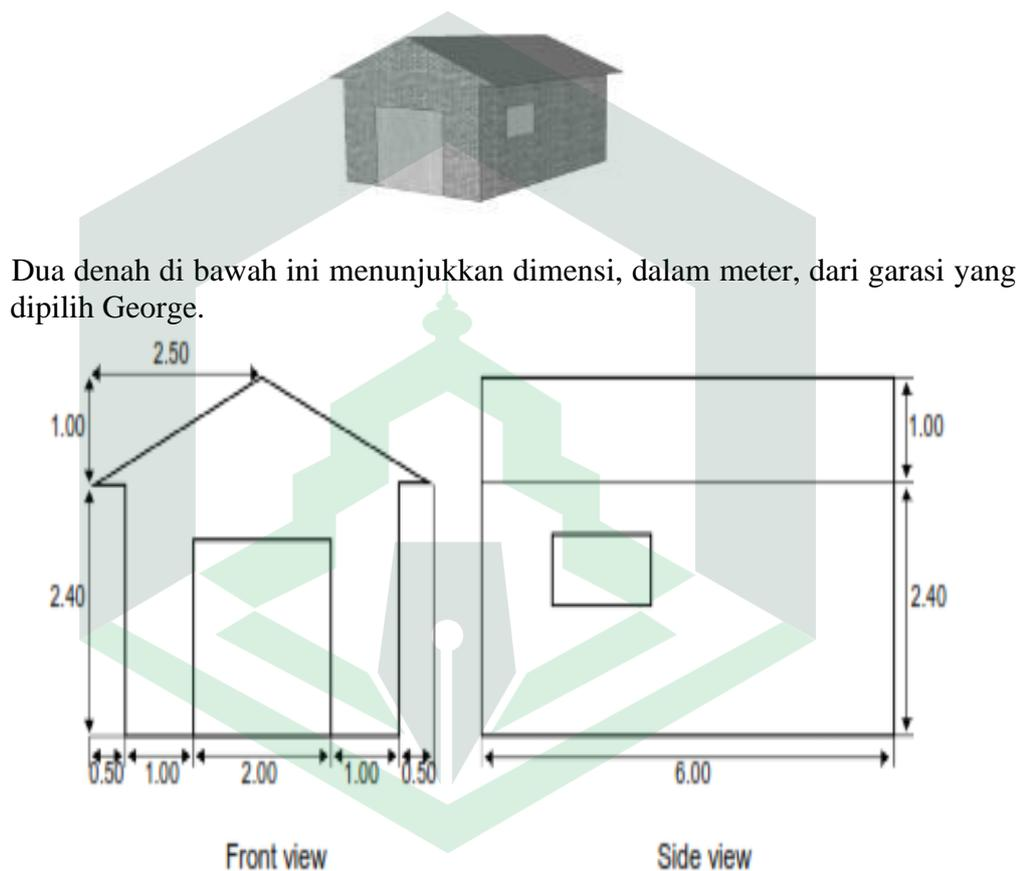 Dua denah di bawah ini menunjukkan dimensi, dalam meter, dari garasi yang
dipilih George.
2.50
1.00
1.00
2.40
2.40
0.50 1.00 2.00 1.00 0.50
6.00
Front view
Side view